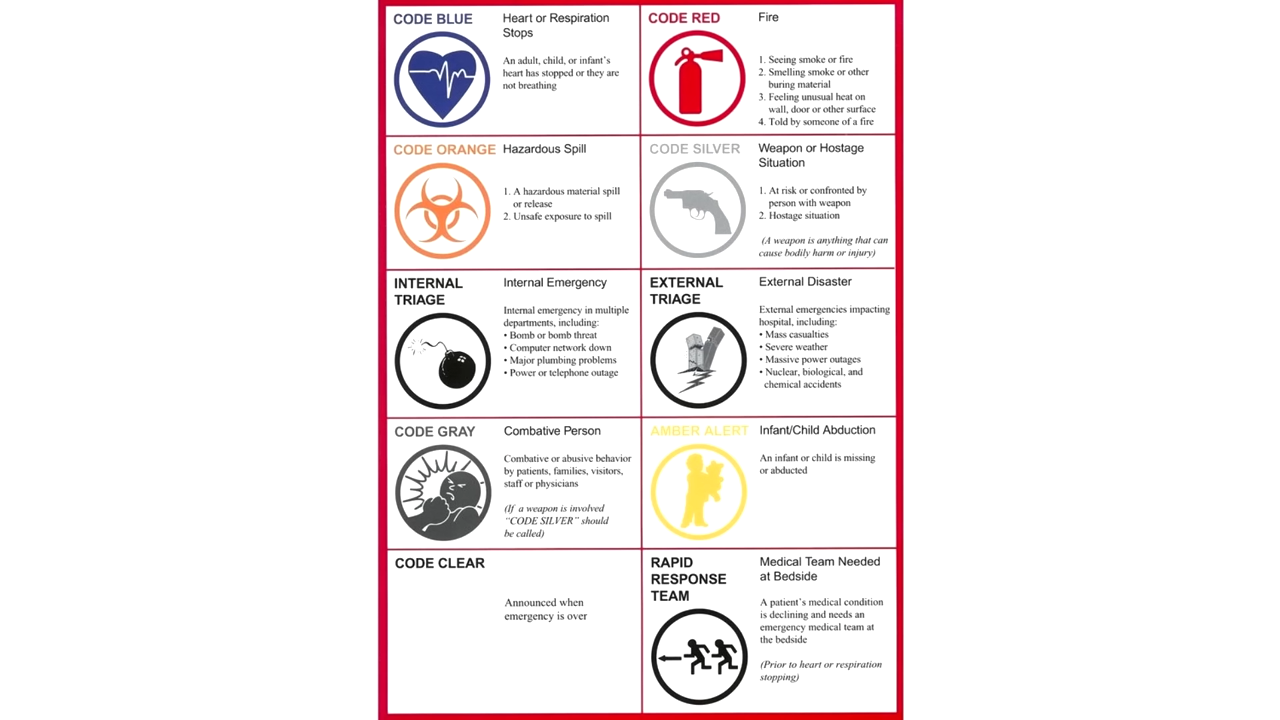 CODE BLUE
Heart or Respiration
Stops
An adult, child, or infant's
heart has stopped or they are
not breathing
CODE RED
Fire
1. Seeing smoke or fire
2. Smelling smoke or other
buring material
3. Feeling unusual heat on
wall, door or other surface
4. Told by someone of a fire
CODE ORANGE
Hazardous Spill
1. A hazardous material spill
or release
2. Unsafe exposure to spill
CODE SILVER
Weapon or Hostage
Situation
1. At risk or confronted by
person with weapon
2. Hostage situation
(A weapon is anything that can
cause bodily harm or injury)
INTERNAL
TRIAGE
Internal Emergency
Internal emergency in multiple
departments, including:
• Bomb or bomb threat
• Computer network down
• Major plumbing problems
• Power or telephone outage
EXTERNAL
TRIAGE
External Disaster
External emergencies impacting
hospital, including:
• Mass casualties
• Severe weather
• Massive power outages
• Nuclear, biological, and
chemical accidents
CODE GRAY
Combative Person
Combative or abusive behavior
by patients, families, visitors,
staff or physicians
(If a weapon is involved
"CODE SILVER" should
be called)
AMBER ALERT
Infant/Child Abduction
An infant or child is missing
or abducted
CODE CLEAR
Announced when
emergency is over
RAPID
RESPONSE
TEAM
Medical Team Needed
at Bedside
A patient's medical condition
is declining and needs an
emergency medical team at
the bedside
(Prior to heart or respiration
stopping)